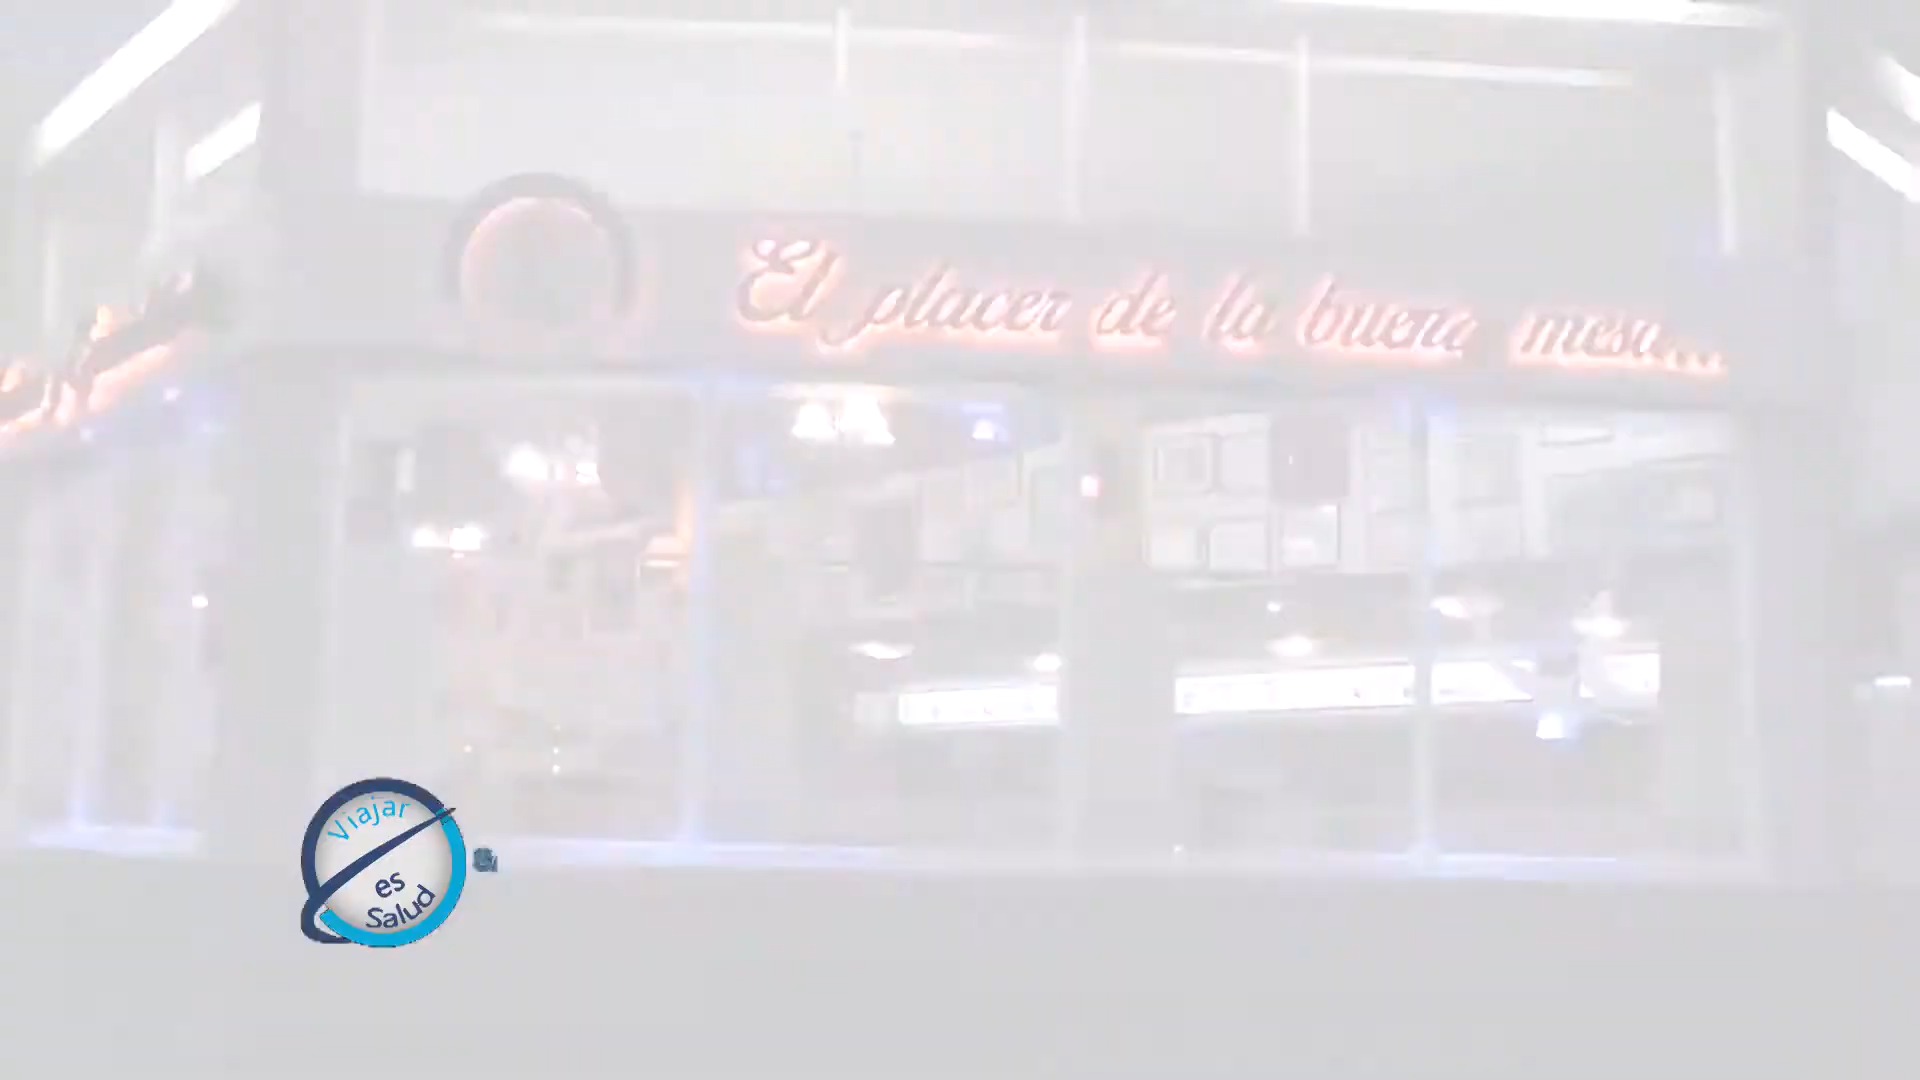 El placer de la buena mesa...
Viajar
es
Salud